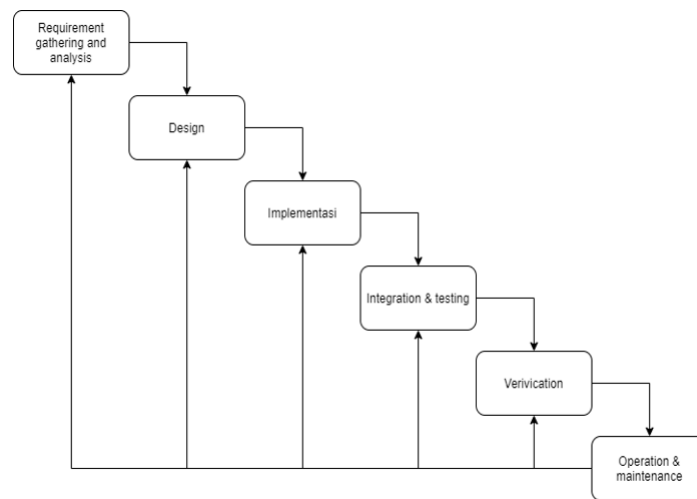 Requirement
gathering and
analysis
Design
Implementasi
Integration & testing
Verivication
Operation &
maintenance